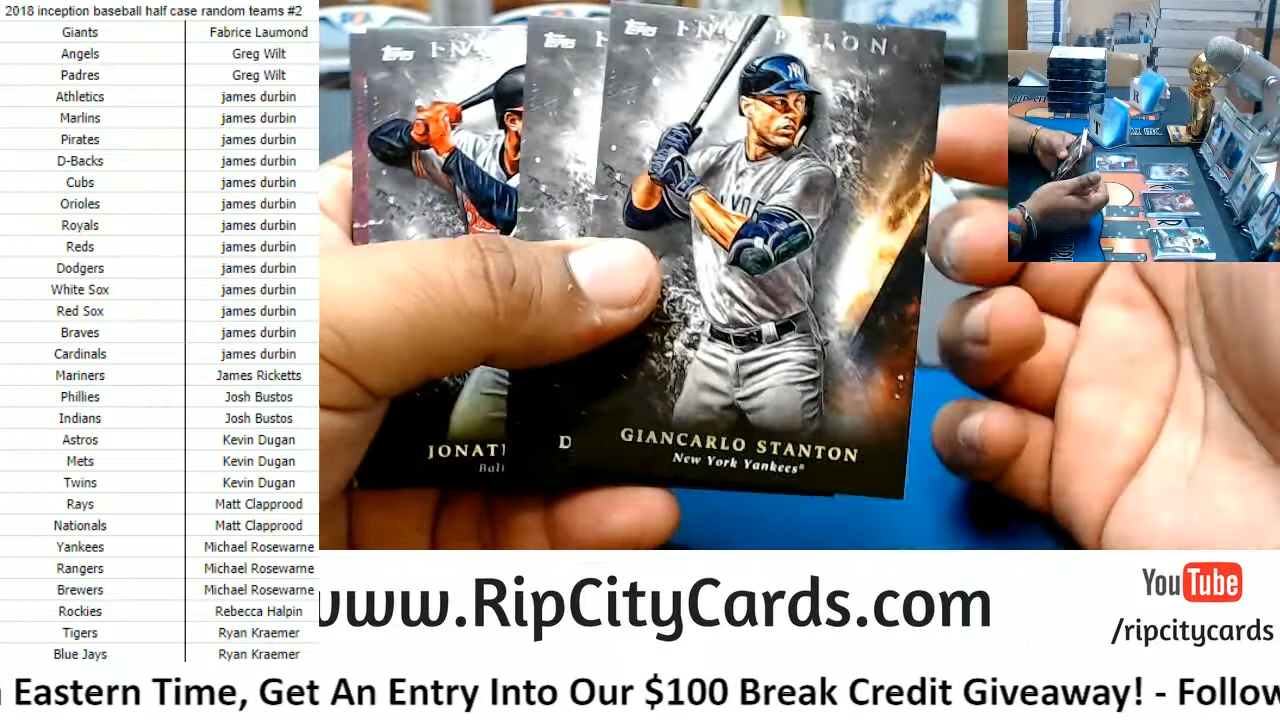 2018 inception baseball half case random teams #2
Giants Fabrice Laumond
Angels Greg Wilt
Padres Greg Wilt
Athletics james durbin
Marlins james durbin
Pirates james durbin
D-Backs james durbin
Cubs james durbin
Orioles james durbin
Royals james durbin
Reds james durbin
Dodgers james durbin
White Sox james durbin
Red Sox james durbin
Braves james durbin
Cardinals james durbin
Mariners James Ricketts
Phillies Josh Bustos
Indians Josh Bustos
Astros Kevin Dugan
Mets Kevin Dugan
Twins Kevin Dugan
Rays Matt Clapprood
Nationals Matt Clapprood
Yankees Michael Rosewarne
Rangers Michael Rosewarne
Brewers Michael Rosewarne
Rockies Rebecca Halpin
Tigers Ryan Kraemer
Blue Jays Ryan Kraemer
Topps
Topps
Topps
GIANCARLO STANTON
New York Yankees®
JONAT
Balt
D
www.RipCityCards.com
YouTube
/ripcitycards
Eastern Time, Get An Entry Into Our $100 Break Credit Giveaway! - Follow